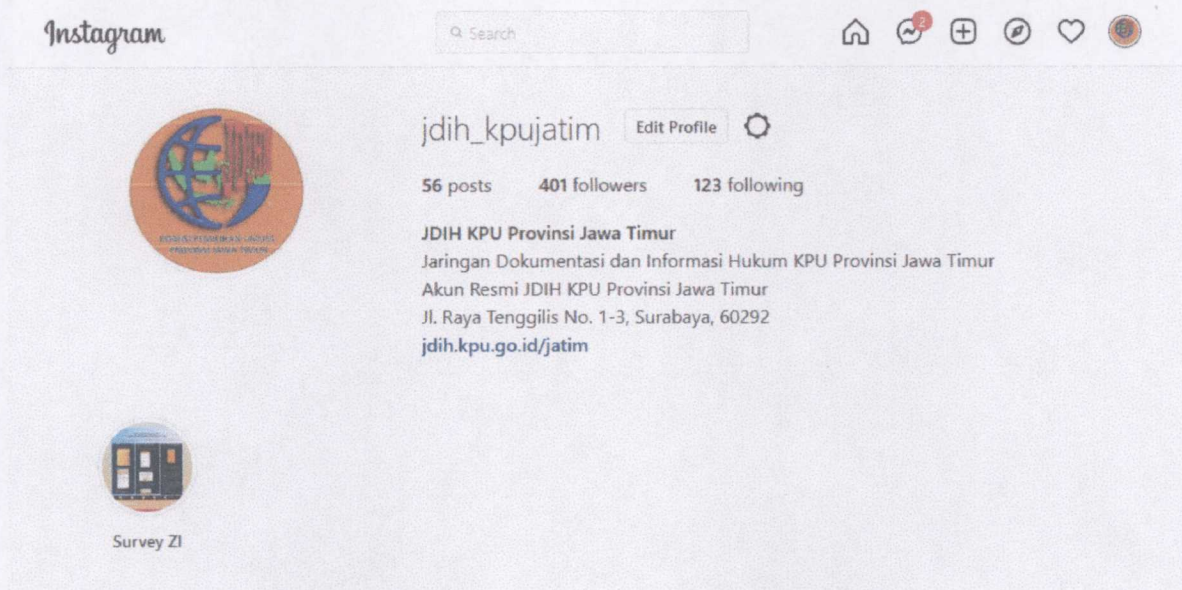 Instagram
Search
2
jdih_kpujatim Edit Profile
56 posts 401 followers 123 following
JDIH KPU Provinsi Jawa Timur
Jaringan Dokumentasi dan Informasi Hukum KPU Provinsi Jawa Timur
Akun Resmi JDIH KPU Provinsi Jawa Timur
Jl. Raya Tenggilis No. 1-3, Surabaya, 60292
jdih.kpu.go.id/jatim
Survey ZI